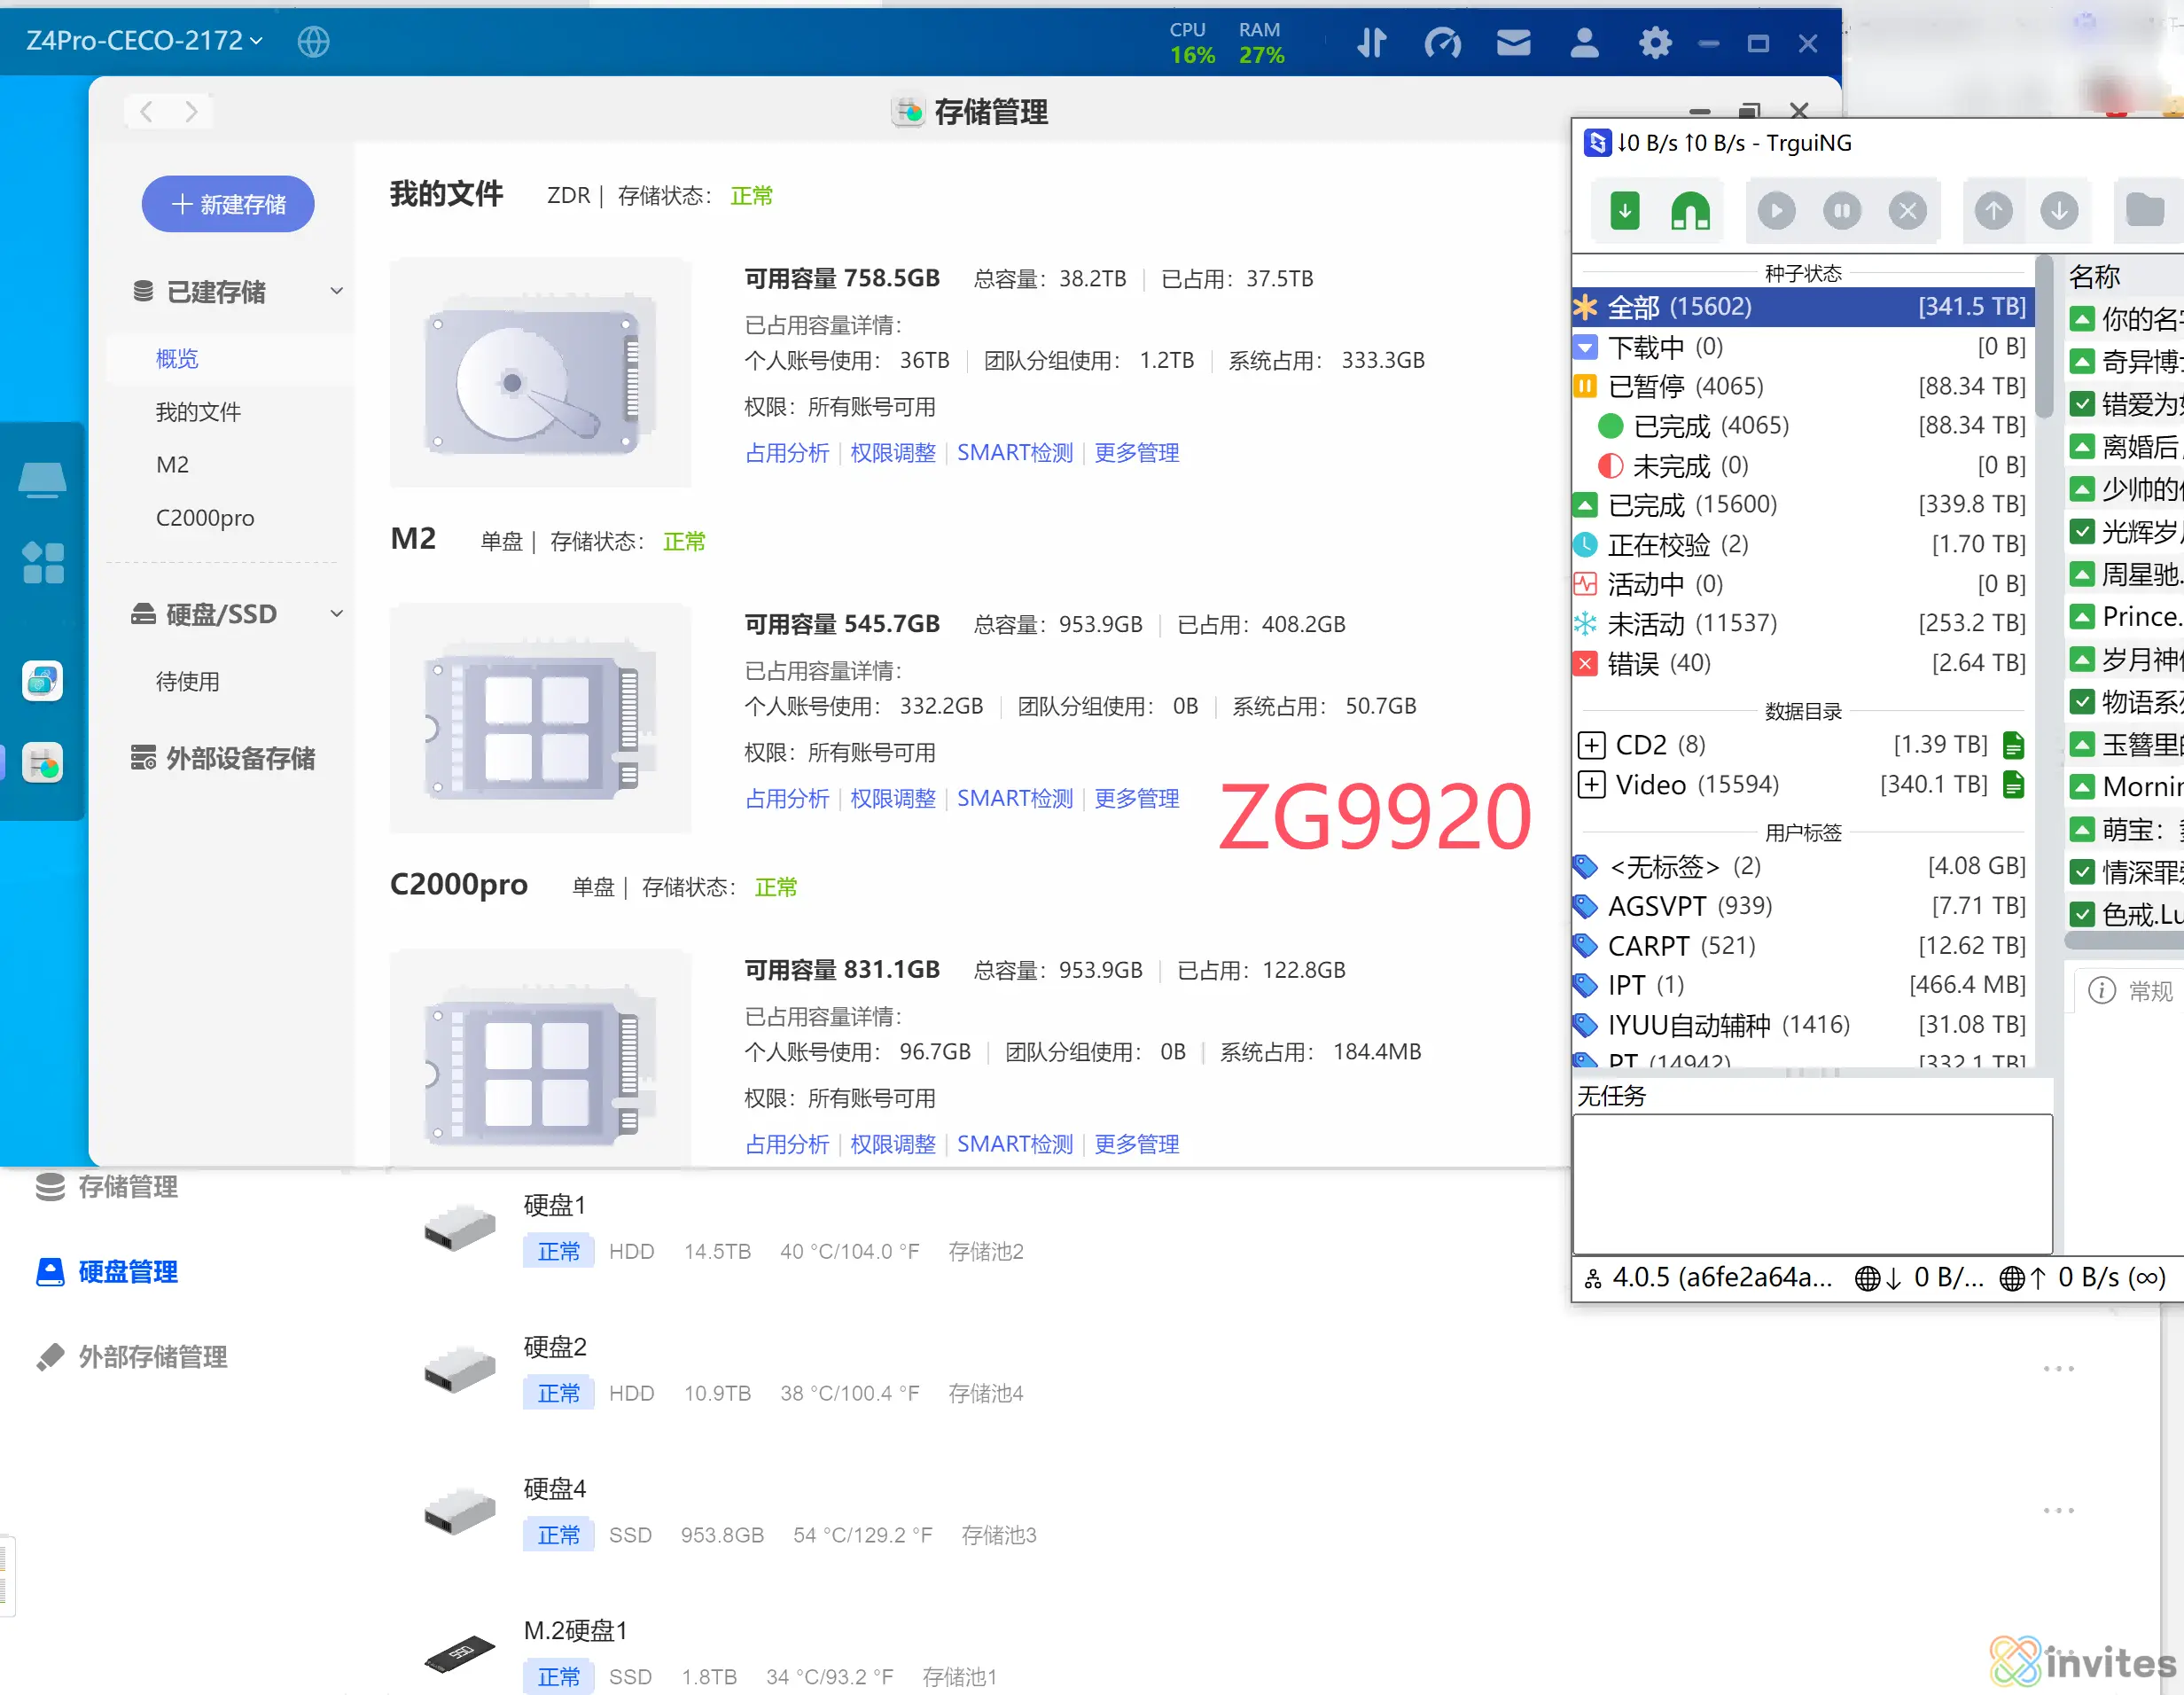 Z4Pro-CECO-2172
CPU
16%
RAM
27%
存储管理
新建存储
已建存储
概览
我的文件
M2
C2000pro
硬盘/SSD
待使用
外部设备存储
我的文件 ZDR | 存储状态： 正常
可用容量 758.5GB 总容量：38.2TB | 已占用：37.5TB
已占用容量详情：
个人账号使用： 36TB | 团队分组使用： 1.2TB | 系统占用： 333.3GB
权限：所有账号可用
占用分析 | 权限调整 | SMART检测 | 更多管理
M2 单盘 | 存储状态： 正常
可用容量 545.7GB 总容量：953.9GB | 已占用：408.2GB
已占用容量详情：
个人账号使用： 332.2GB | 团队分组使用： 0B | 系统占用： 50.7GB
权限：所有账号可用
占用分析 | 权限调整 | SMART检测 | 更多管理
ZG9920
C2000pro 单盘 | 存储状态： 正常
可用容量 831.1GB 总容量：953.9GB | 已占用：122.8GB
已占用容量详情：
个人账号使用： 96.7GB | 团队分组使用： 0B | 系统占用： 184.4MB
权限：所有账号可用
占用分析 | 权限调整 | SMART检测 | 更多管理
↓0 B/s ↑0 B/s - TrguiNG
种子状态
全部 (15602) [341.5 TB]
下载中 (0) [0 B]
已暂停 (4065) [88.34 TB]
已完成 (4065) [88.34 TB]
未完成 (0) [0 B]
已完成 (15600) [339.8 TB]
正在校验 (2) [1.70 TB]
活动中 (0) [0 B]
未活动 (11537) [253.2 TB]
错误 (40) [2.64 TB]
数据目录
CD2 (8) [1.39 TB]
Video (15594) [340.1 TB]
用户标签
<无标签> (2) [4.08 GB]
AGSVPT (939) [7.71 TB]
CARPT (521) [12.62 TB]
IPT (1) [466.4 MB]
IYUU自动辅种 (1416) [31.08 TB]
PT (14942) [332.1 TB]
无任务
名称
你的名字
奇异博
错爱为
离婚后
少帅的
光辉岁
周星驰.
Prince.
岁月神
物语系
玉簪里
Mornin
萌宝：
情深罪
色戒.Lu
常规
4.0.5 (a6fe2a64a... ↓ 0 B/... ↑ 0 B/s (∞)
存储管理
硬盘管理
外部存储管理
硬盘1
正常 HDD 14.5TB 40 °C/104.0 °F 存储池2
硬盘2
正常 HDD 10.9TB 38 °C/100.4 °F 存储池4
硬盘4
正常 SSD 953.8GB 54 °C/129.2 °F 存储池3
M.2硬盘1
正常 SSD 1.8TB 34 °C/93.2 °F 存储池1
invites